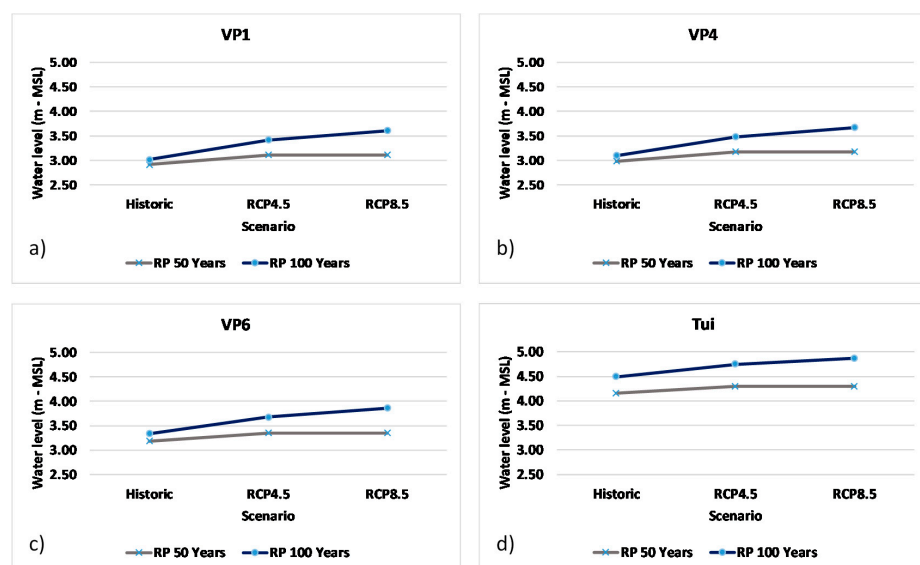 VP1
Water level (m - MSL)
5.00
4.50
4.00
3.50
3.00
2.50
Historic RCP4.5 RCP8.5
Scenario
a)
RP 50 Years RP 100 Years
VP4
Water level (m - MSL)
5.00
4.50
4.00
3.50
3.00
2.50
Historic RCP4.5 RCP8.5
Scenario
b)
RP 50 Years RP 100 Years
VP6
Water level (m - MSL)
5.00
4.50
4.00
3.50
3.00
2.50
Historic RCP4.5 RCP8.5
Scenario
c)
RP 50 Years RP 100 Years
Tui
Water level (m - MSL)
5.00
4.50
4.00
3.50
3.00
2.50
Historic RCP4.5 RCP8.5
Scenario
d)
RP 50 Years RP 100 Years